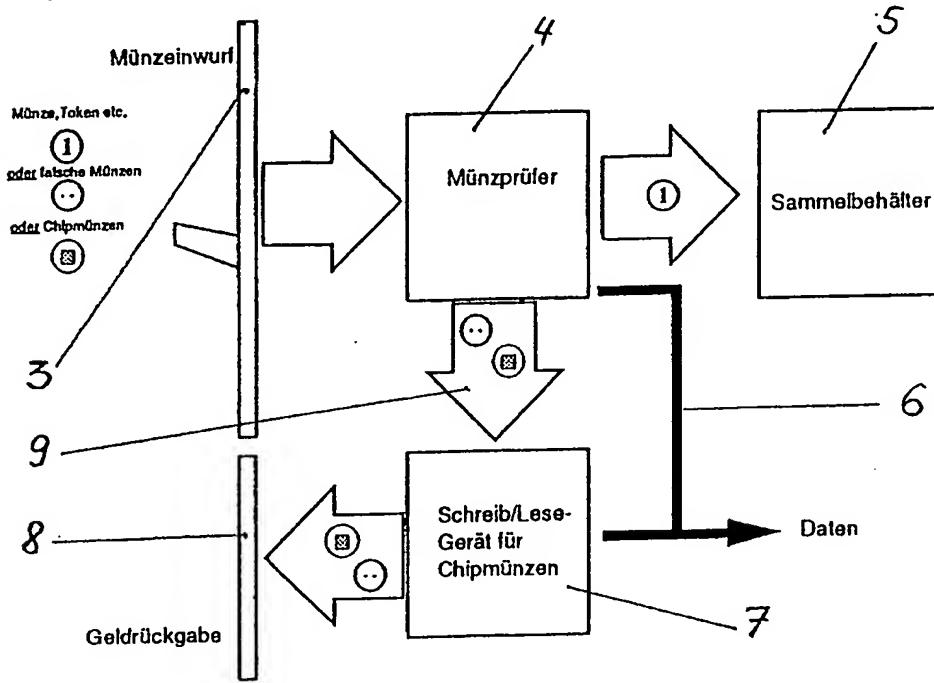 4
5
Münzeinwurf
Münze, Token etc.
1
oder falsche Münzen
oder Chipmünzen
Münzprüfer
1
Sammelbehälter
3
9
6
8
Schreib/Lese-
Gerät für
Chipmünzen
Daten
7
Geldrückgabe